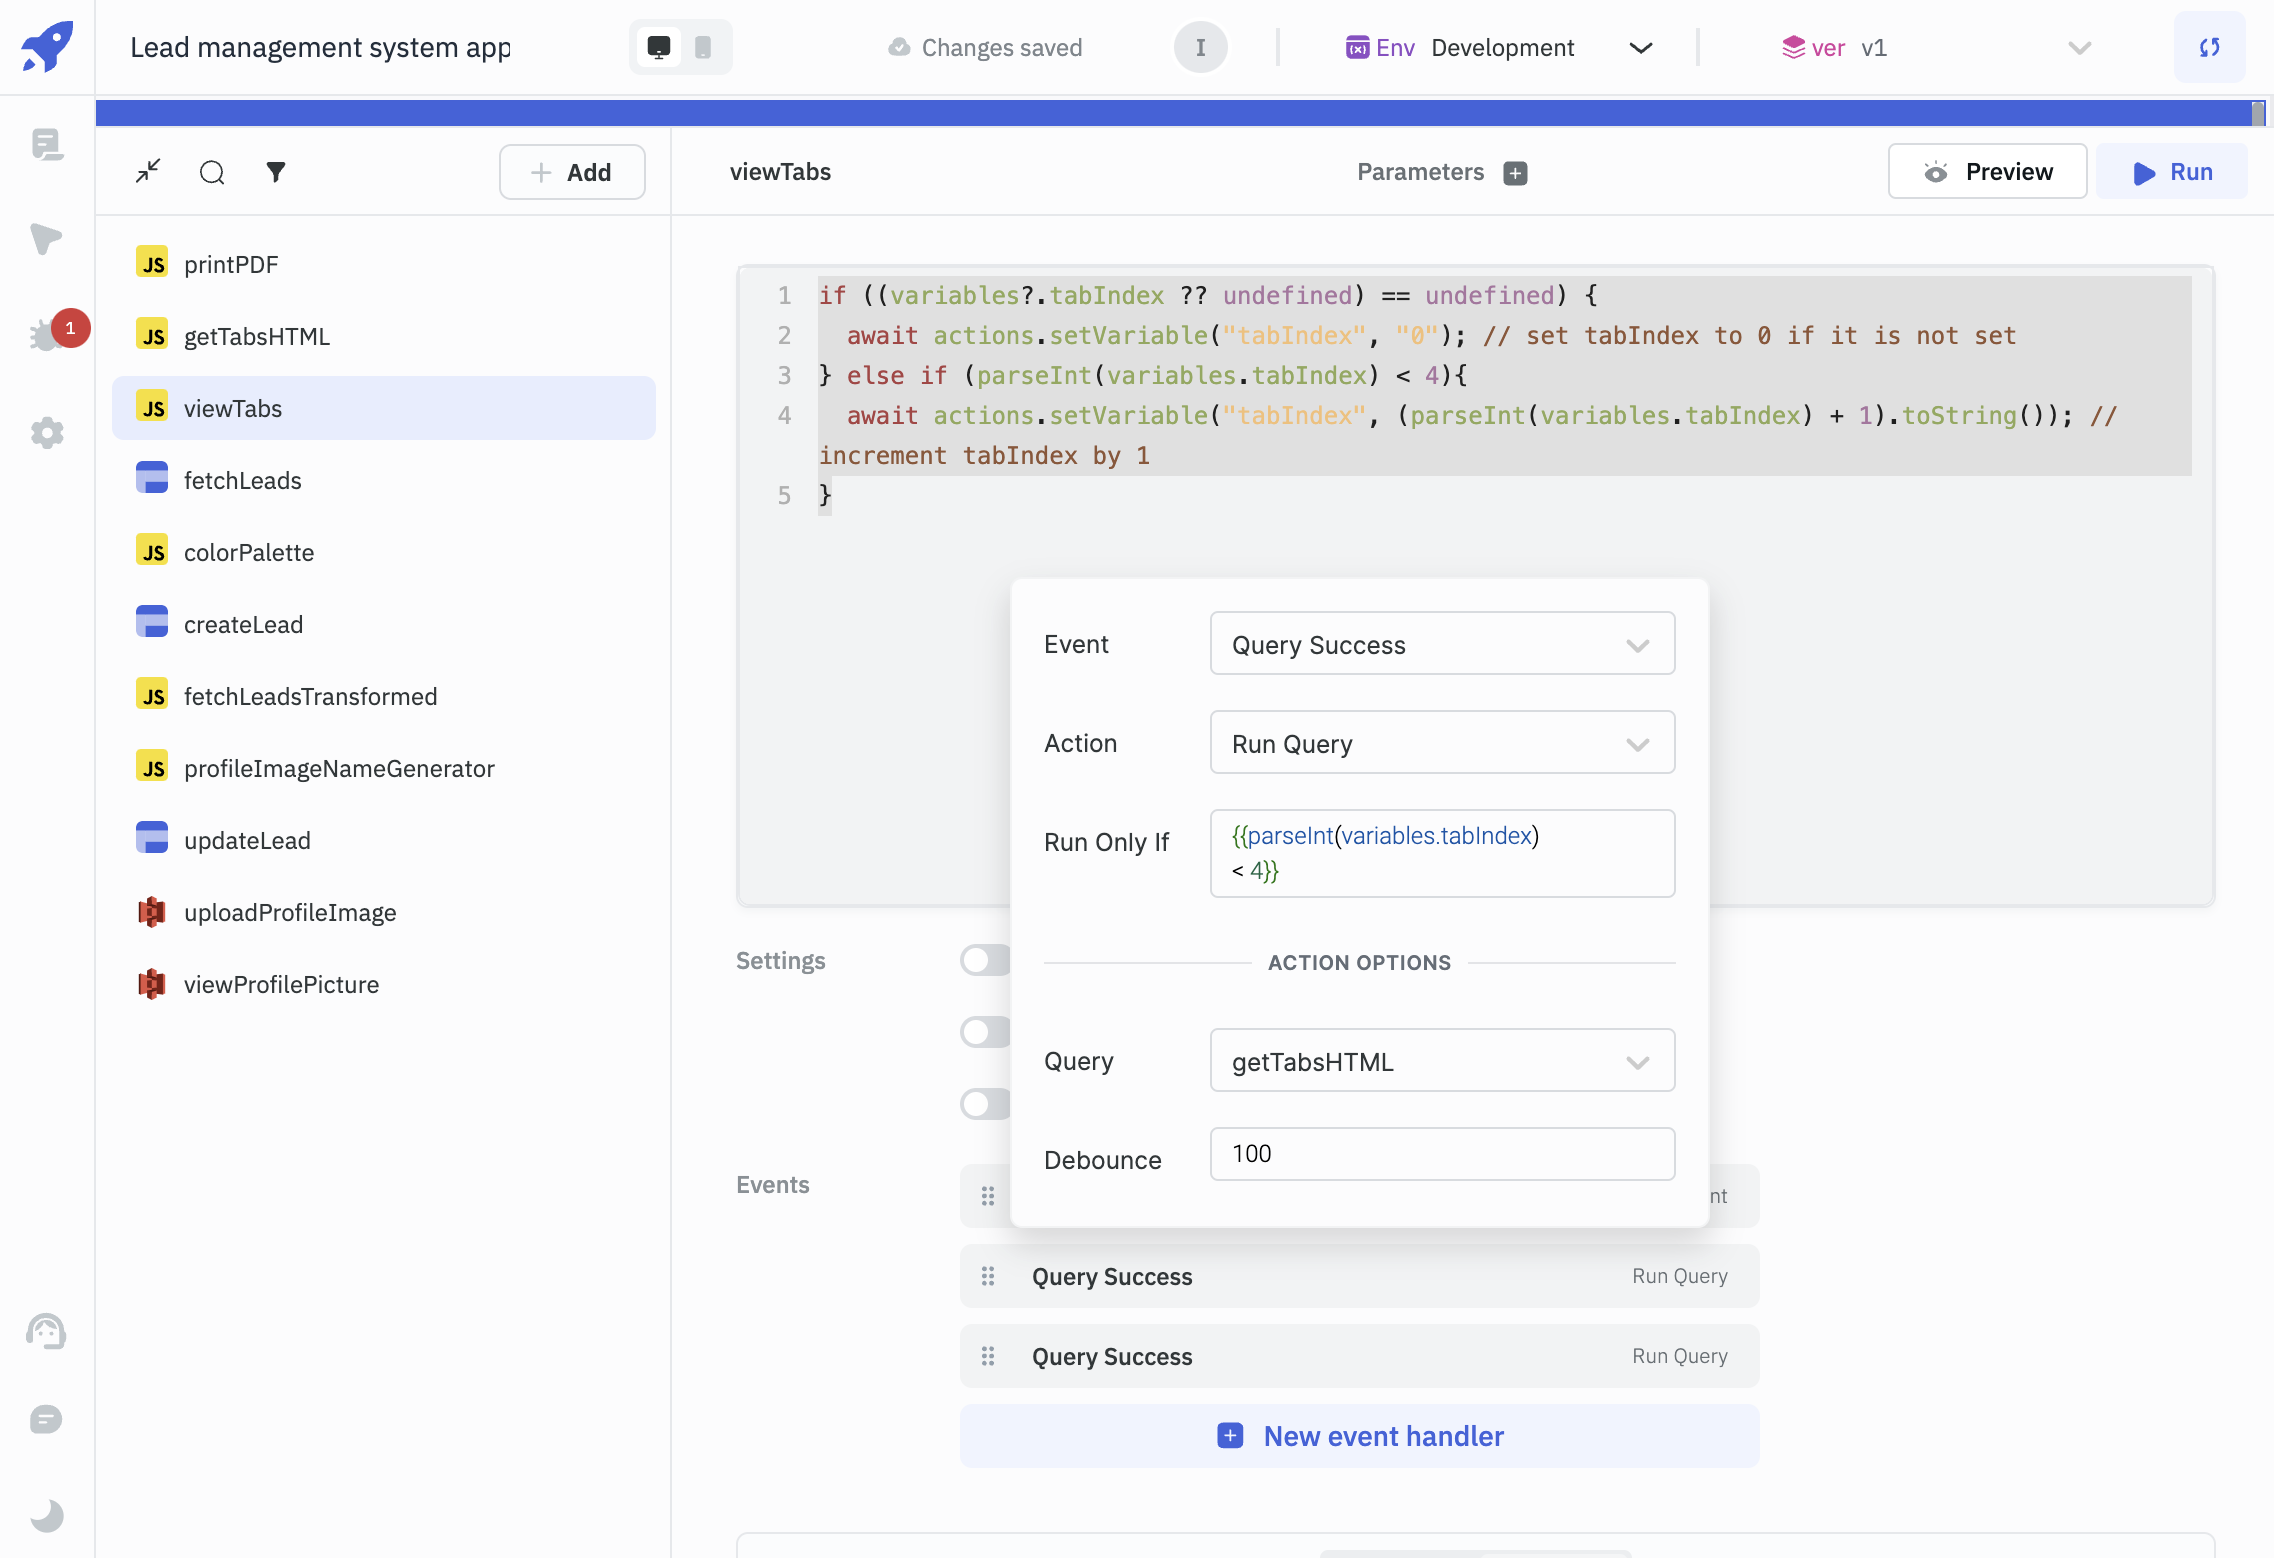 Lead management system app
Changes saved
I
Env
Development
ver
v1
1
Add
viewTabs
Parameters
Preview
Run
JS printPDF
JS getTabsHTML
JS viewTabs
fetchLeads
JS colorPalette
createLead
JS fetchLeadsTransformed
JS profileImageNameGenerator
updateLead
uploadProfileImage
viewProfilePicture
1 if ((variables?.tabIndex ?? undefined) == undefined) {
2 await actions.setVariable("tabIndex", "0"); // set tabIndex to 0 if it is not set
3 } else if (parseInt(variables.tabIndex) < 4){
4 await actions.setVariable("tabIndex", (parseInt(variables.tabIndex) + 1).toString()); //
increment tabIndex by 1
5 }
Event
Query Success
Action
Run Query
Run Only If
{{parseInt(variables.tabIndex)
< 4}}
ACTION OPTIONS
Query
getTabsHTML
Debounce
100
Settings
Events
nt
Query Success
Run Query
Query Success
Run Query
New event handler